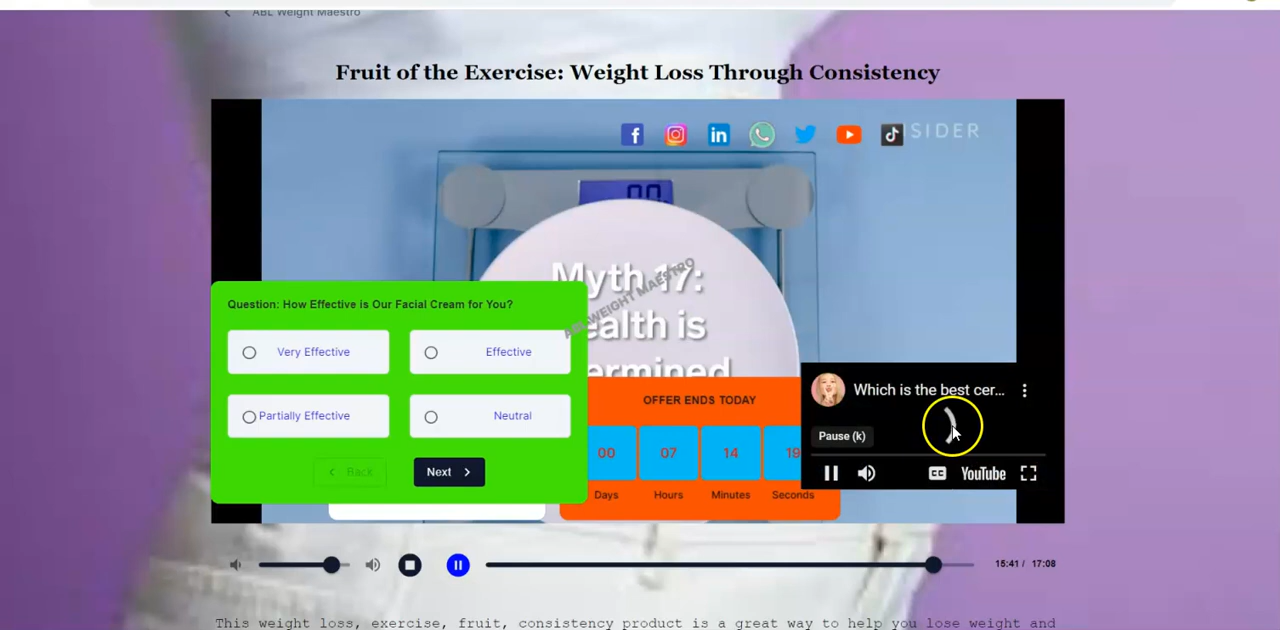 ABL Weight Maestro
Fruit of the Exercise: Weight Loss Through Consistency
SIDER
00
Myth 17:
ealth is
ermined
ABL WEIGHT MAESTRO
Question: How Effective is Our Facial Cream for You?
Very Effective
Effective
Partially Effective
Neutral
Back
Next
OFFER ENDS TODAY
00 07 14 19
Days Hours Minutes Seconds
Which is the best cer...
Pause (k)
CC YouTube
15:41 / 17:08
This weight loss, exercise, fruit, consistency product is a great way to help you lose weight and